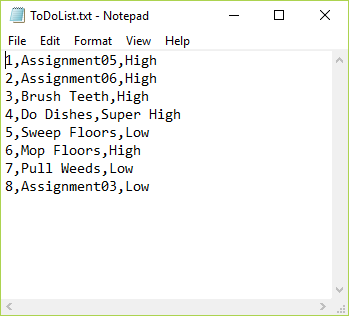 ToDoList.txt - Notepad
File Edit Format View Help
1,Assignment05,High
2,Assignment06,High
3,Brush Teeth,High
4,Do Dishes,Super High
5,Sweep Floors,Low
6,Mop Floors,High
7,Pull Weeds,Low
8,Assignment03,Low